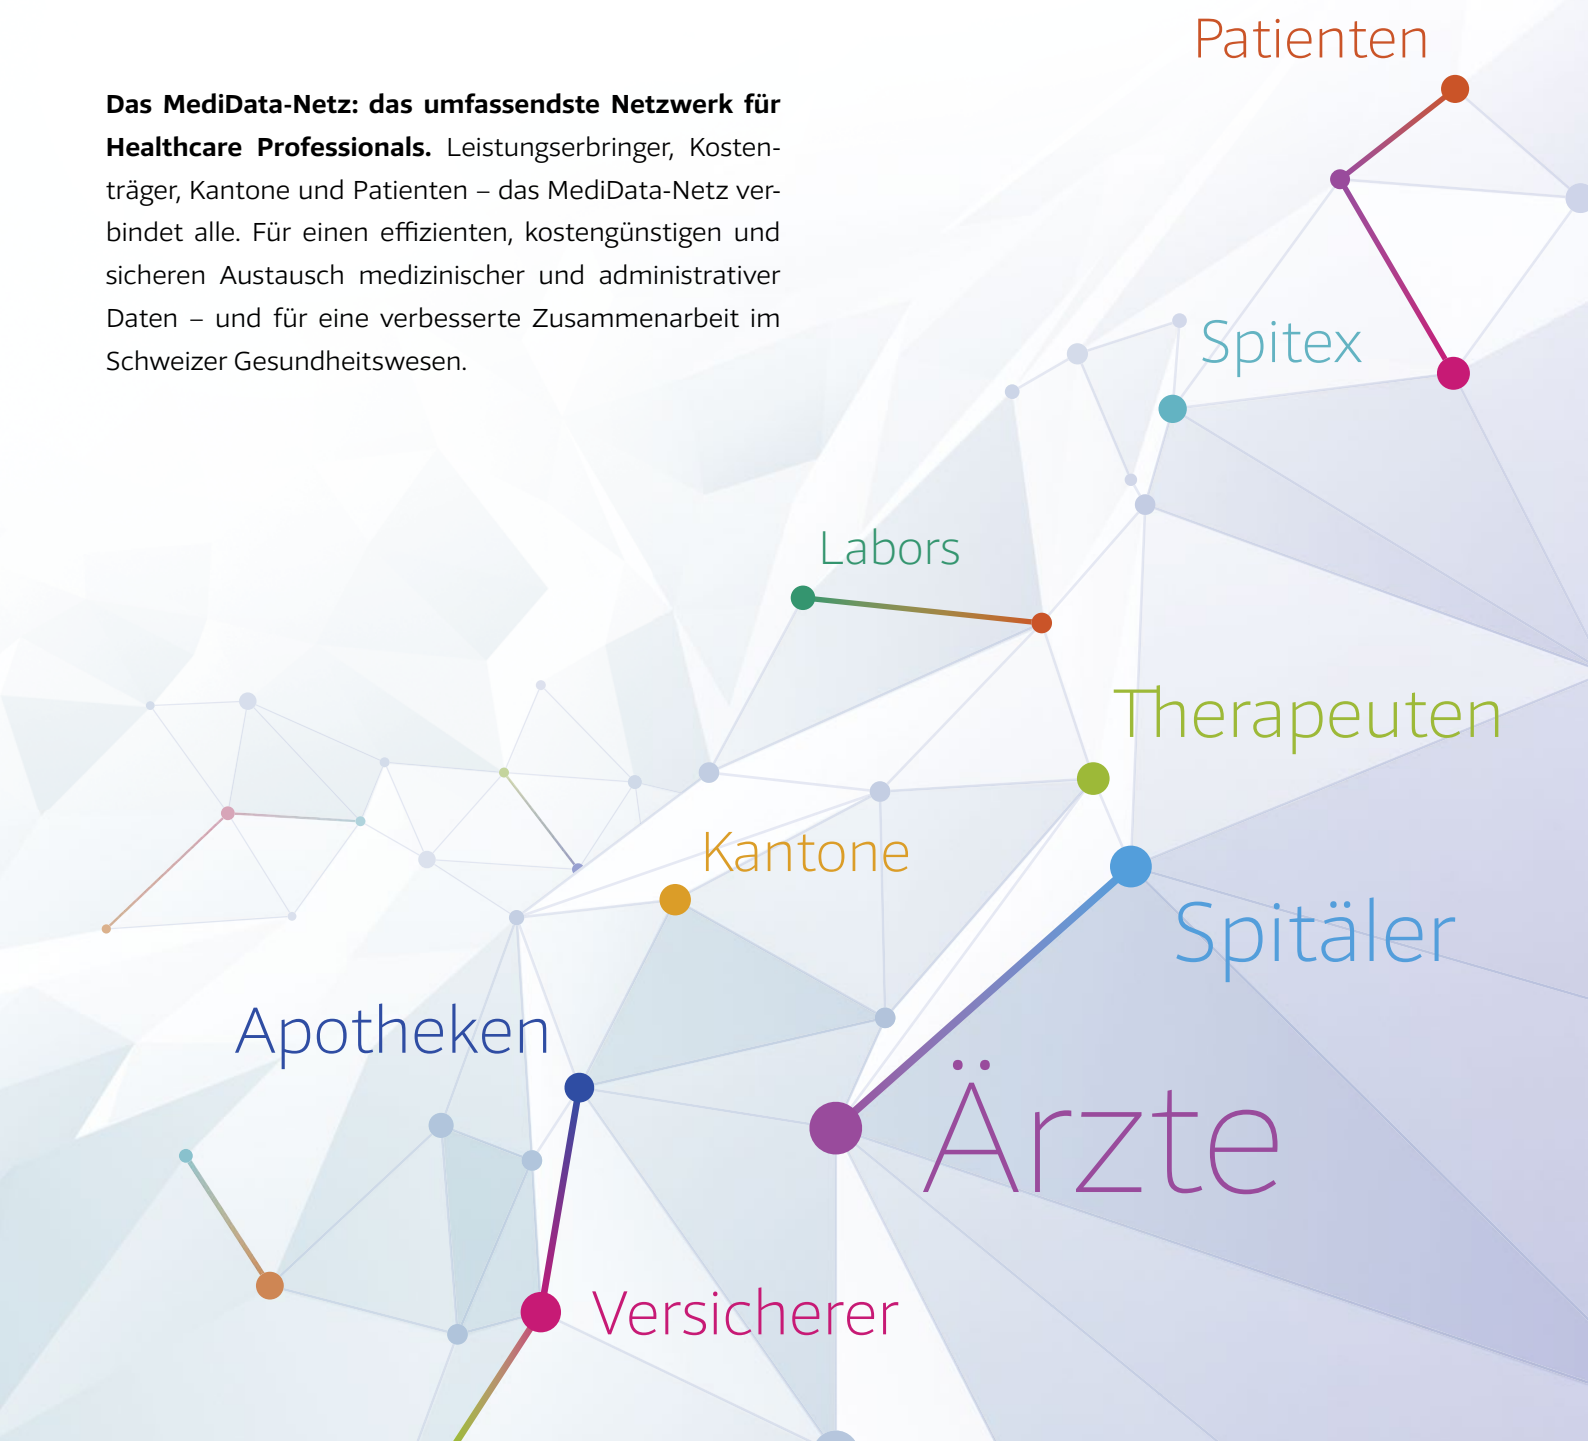 Patienten
Das MediData-Netz: das umfassendste Netzwerk für
Healthcare Professionals. Leistungserbringer, Kosten-
träger, Kantone und Patienten – das MediData-Netz ver-
bindet alle. Für einen effizienten, kostengünstigen und
sicheren Austausch medizinischer und administrativer
Daten – und für eine verbesserte Zusammenarbeit im
Schweizer Gesundheitswesen.
Spitex
Labors
Therapeuten
Kantone
Spitäler
Apotheken
Ärzte
Versicherer